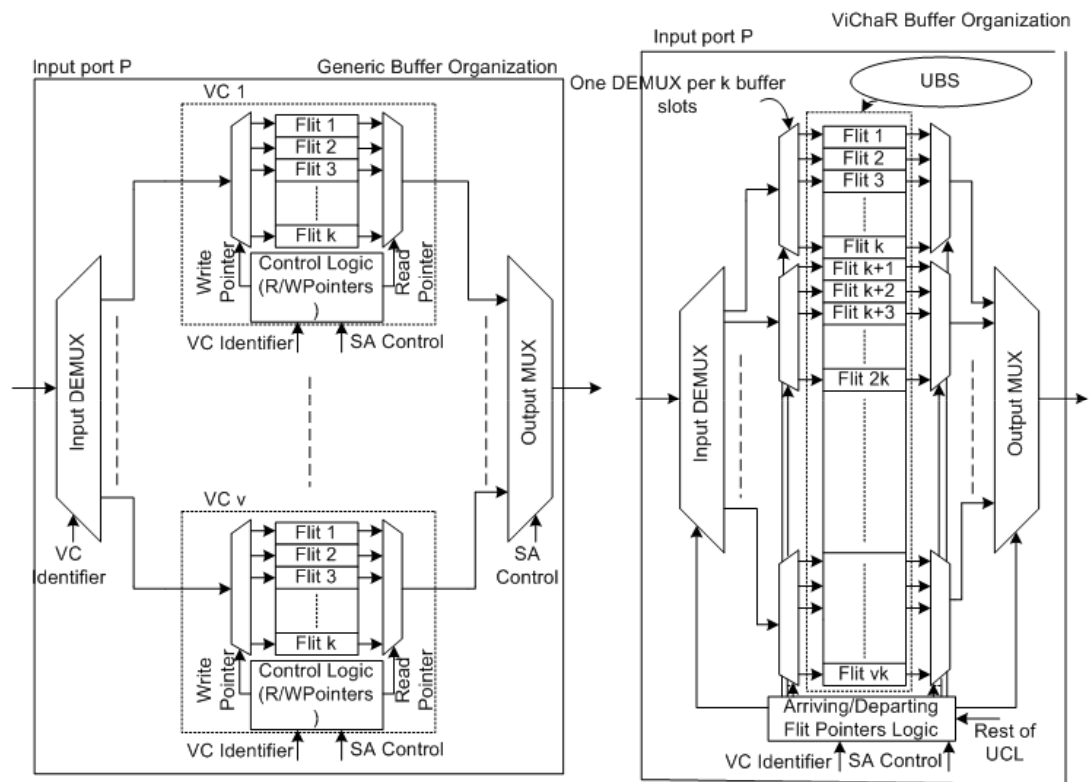 ViChaR Buffer Organization
Input port P
Generic Buffer Organization
VC 1
Flit 1
Flit 2
Flit 3
Flit k
Write Pointer
Control Logic
(R/WPointers
)
Read Pointer
VC Identifier
SA Control
Input DEMUX
Output MUX
VC v
Flit 1
Flit 2
Flit 3
Flit k
Write Pointer
Control Logic
(R/WPointers
)
Read Pointer
VC Identifier
SA Control
VC
Identifier
SA
Control
Input port P
One DEMUX per k buffer
slots
UBS
Flit 1
Flit 2
Flit 3
Flit k
Flit k+1
Flit k+2
Flit k+3
Flit 2k
Input DEMUX
Output MUX
Flit vk
Arriving/Departing
Flit Pointers Logic
Rest of
UCL
VC Identifier
SA Control